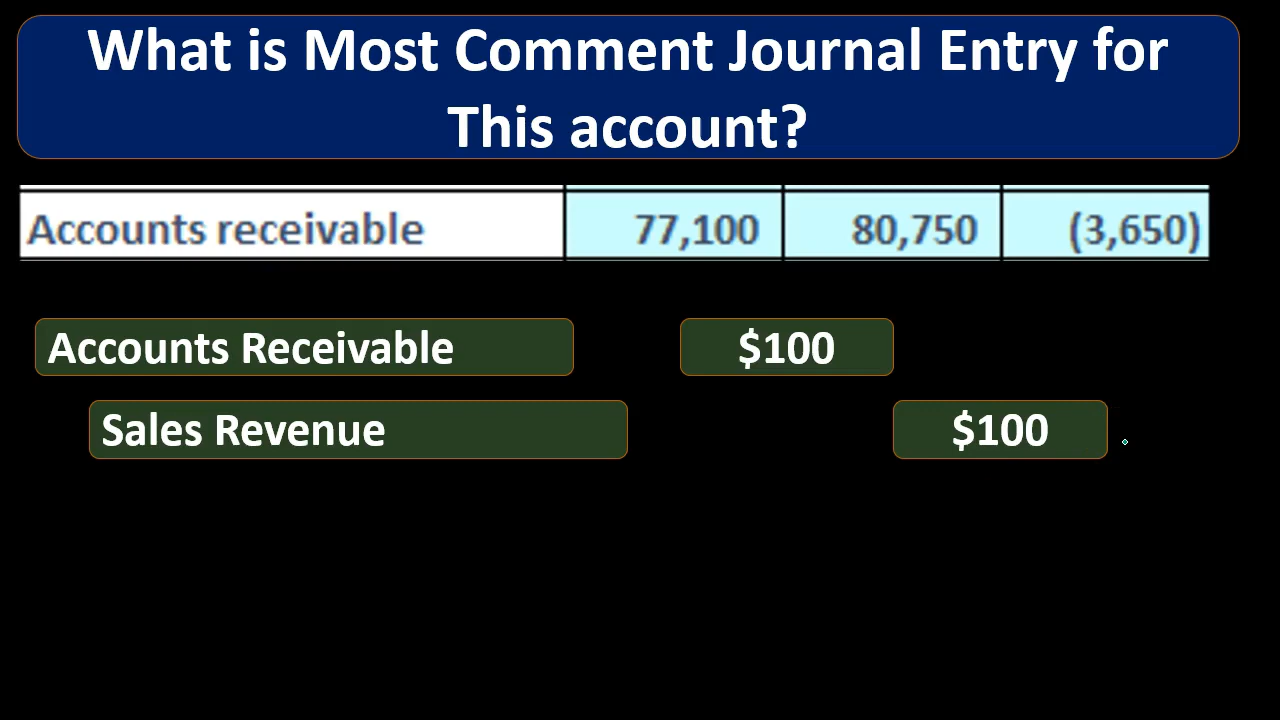 What is Most Comment Journal Entry for
This account?
Accounts receivable 77,100 80,750 (3,650)
Accounts Receivable $100
Sales Revenue $100